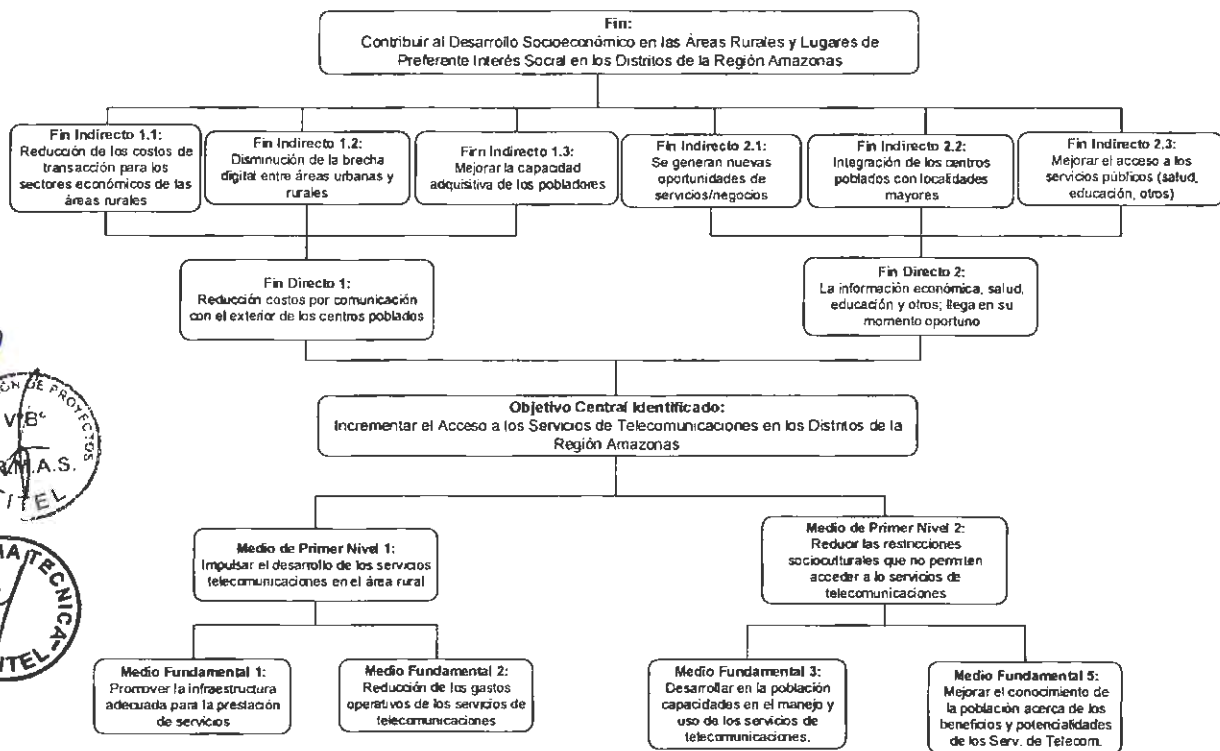 Fin:
Contribuir al Desarrollo Socioeconómico en las Áreas Rurales y Lugares de
Preferente Interés Social en los Distritos de la Región Amazonas
Fin Indirecto 1.1:
Reducción de los costos de
transacción para los
sectores económicos de las
áreas rurales
Fin Indirecto 1.2:
Disminución de la brecha
digital entre áreas urbanas y
rurales
Firn Indirecto 1.3:
Mejorar la capacidad
adquisitiva de los pobladores
Fin Indirecto 2.1:
Se generan nuevas
oportunidades de
servicios/negocios
Fin Indirecto 2.2:
Integración de los centros
poblados con localidades
mayores
Fin Indirecto 2.3:
Mejorar el acceso a los
servicios públicos (salud,
educación, otros)
Fin Directo 1:
Reducción costos por comunicación
con el exterior de los centros poblados
Fin Directo 2:
La información económica, salud,
educación y otros; llega en su
momento oportuno
Objetivo Central Identificado:
Incrementar el Acceso a los Servicios de Telecomunicaciones en los Distritos de la
Región Amazonas
Medio de Primer Nivel 1:
Impulsar el desarrollo de los servicios
telecomunicaciones en el área rural
Medio de Primer Nivel 2:
Reducir las restricciones
socioculturales que no permiten
acceder a lo servicios de
telecomunicaciones
Medio Fundamental 1:
Promover la infraestructura
adecuada para la prestación
de servicios
Medio Fundamental 2:
Reducción de los gastos
operativos de los servicios de
telecomunicaciones
Medio Fundamental 3:
Desarrollar en la población
capacidades en el manejo y
uso de los servicios de
telecomunicaciones.
Medio Fundamental 5:
Mejorar el conocimiento de
la población acerca de los
beneficios y potencialidades
de los Serv. de Telecom.
DE PROYECTOS
V°B°
M.A.S.
ITEL
TECNICA
ITEL